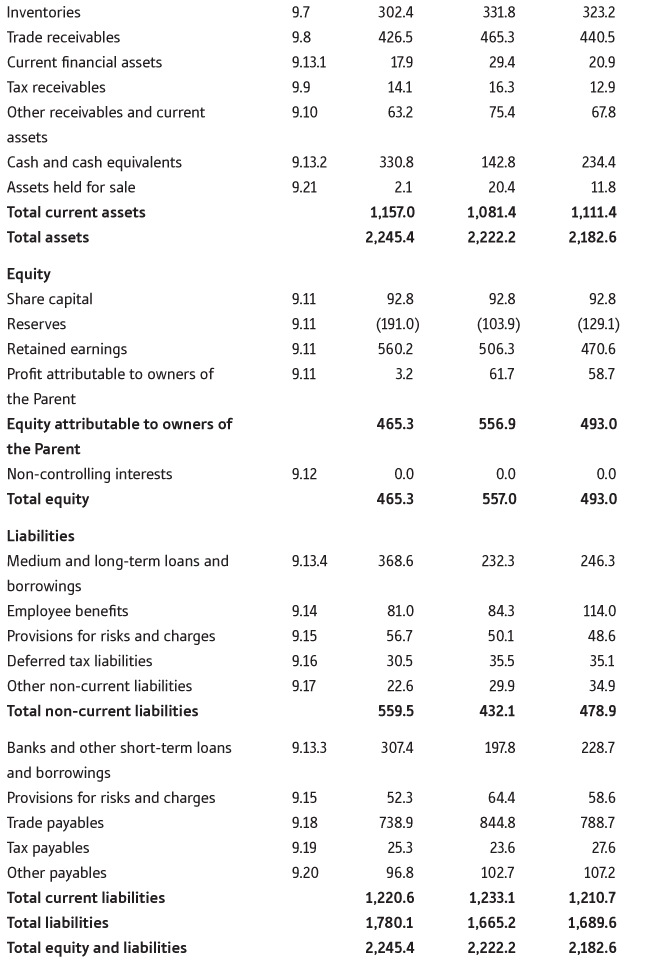 Inventories 9.7 302.4 331.8 323.2
Trade receivables 9.8 426.5 465.3 440.5
Current financial assets 9.13.1 17.9 29.4 20.9
Tax receivables 9.9 14.1 16.3 12.9
Other receivables and current 9.10 63.2 75.4 67.8
assets
Cash and cash equivalents 9.13.2 330.8 142.8 234.4
Assets held for sale 9.21 2.1 20.4 11.8
Total current assets 1,157.0 1,081.4 1,111.4
Total assets 2,245.4 2,222.2 2,182.6
Equity
Share capital 9.11 92.8 92.8 92.8
Reserves 9.11 (191.0) (103.9) (129.1)
Retained earnings 9.11 560.2 506.3 470.6
Profit attributable to owners of 9.11 3.2 61.7 58.7
the Parent
Equity attributable to owners of 465.3 556.9 493.0
the Parent
Non-controlling interests 9.12 0.0 0.0 0.0
Total equity 465.3 557.0 493.0
Liabilities
Medium and long-term loans and 9.13.4 368.6 232.3 246.3
borrowings
Employee benefits 9.14 81.0 84.3 114.0
Provisions for risks and charges 9.15 56.7 50.1 48.6
Deferred tax liabilities 9.16 30.5 35.5 35.1
Other non-current liabilities 9.17 22.6 29.9 34.9
Total non-current liabilities 559.5 432.1 478.9
Banks and other short-term loans 9.13.3 307.4 197.8 228.7
and borrowings
Provisions for risks and charges 9.15 52.3 64.4 58.6
Trade payables 9.18 738.9 844.8 788.7
Tax payables 9.19 25.3 23.6 27.6
Other payables 9.20 96.8 102.7 107.2
Total current liabilities 1,220.6 1,233.1 1,210.7
Total liabilities 1,780.1 1,665.2 1,689.6
Total equity and liabilities 2,245.4 2,222.2 2,182.6